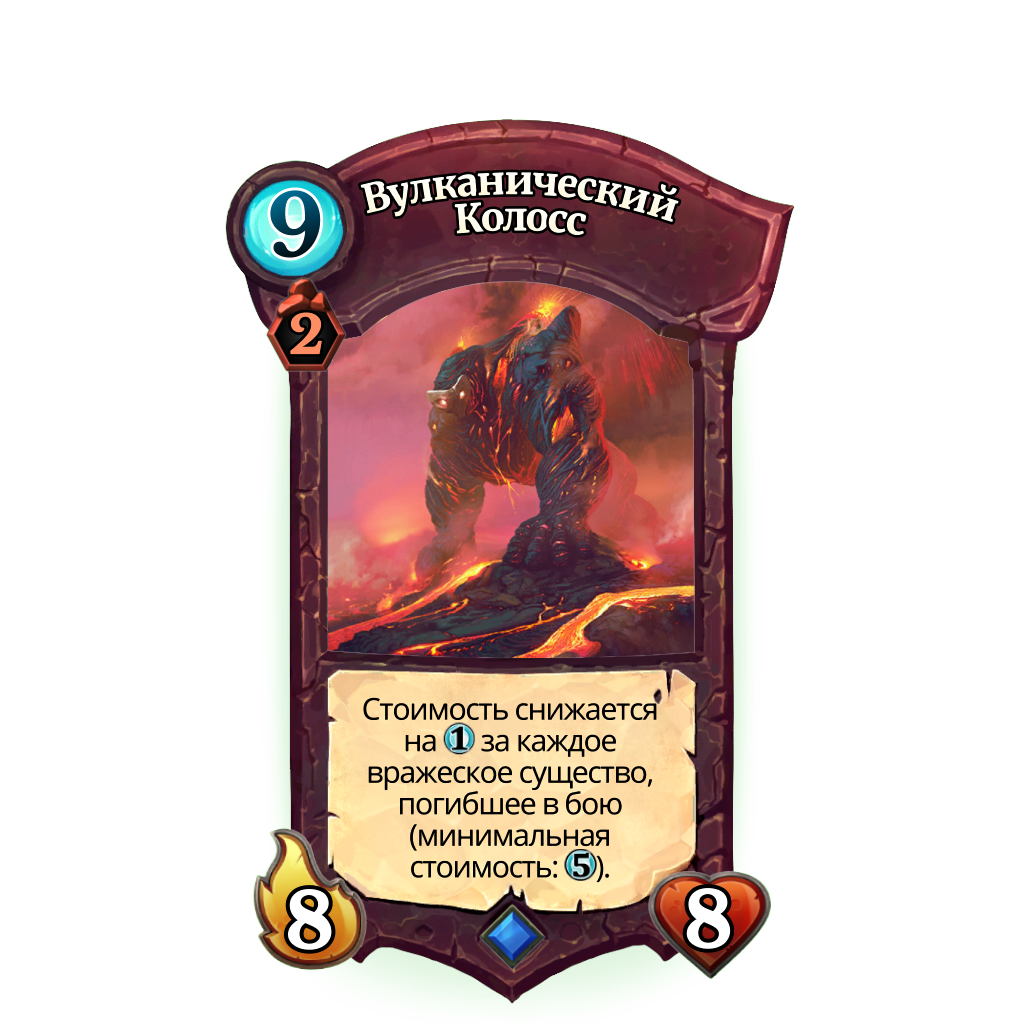 Вулканический
Колосс
9
2
Стоимость снижается
на 1 за каждое
вражеское существо,
погибшее в бою
(минимальная
стоимость: 5).
8
8